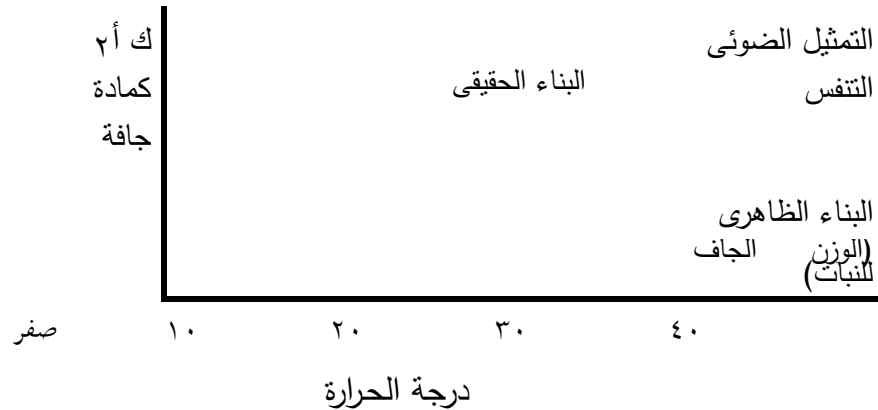 ك أ٢
كمادة
جافة
التمثيل الضوئى
البناء الحقيقى
التنفس
البناء الظاهرى
(الوزن الجاف
للنبات)
صفر ١٠ ٢٠ ٣٠ ٤٠
درجة الحرارة